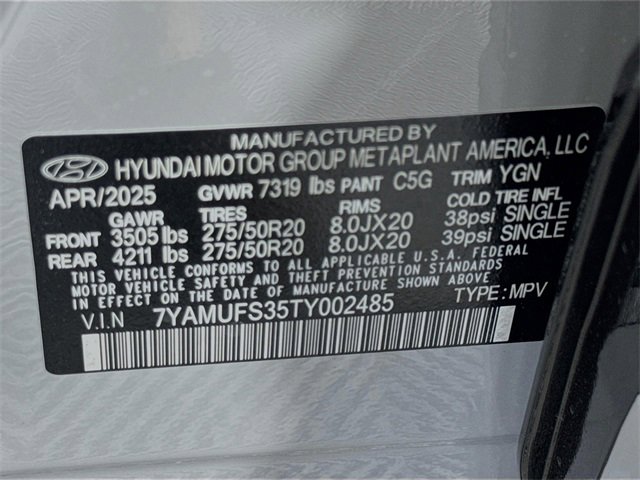 MANUFACTURED BY
HYUNDAI MOTOR GROUP METAPLANT AMERICA, LLC
APR/2025 GVWR 7319 lbs PAINT C5G TRIM YGN
GAWR TIRES RIMS COLD TIRE INFL
FRONT 3505 lbs 275/50R20 8.0JX20 38psi SINGLE
REAR 4211 lbs 275/50R20 8.0JX20 39psi SINGLE
THIS VEHICLE CONFORMS TO ALL APPLICABLE U.S.A. FEDERAL
MOTOR VEHICLE SAFETY AND THEFT PREVENTION STANDARDS
IN EFFECT ON THE DATE OF MANUFACTURE SHOWN ABOVE.
V.I.N 7YAMUFS35TY002485 TYPE: MPV